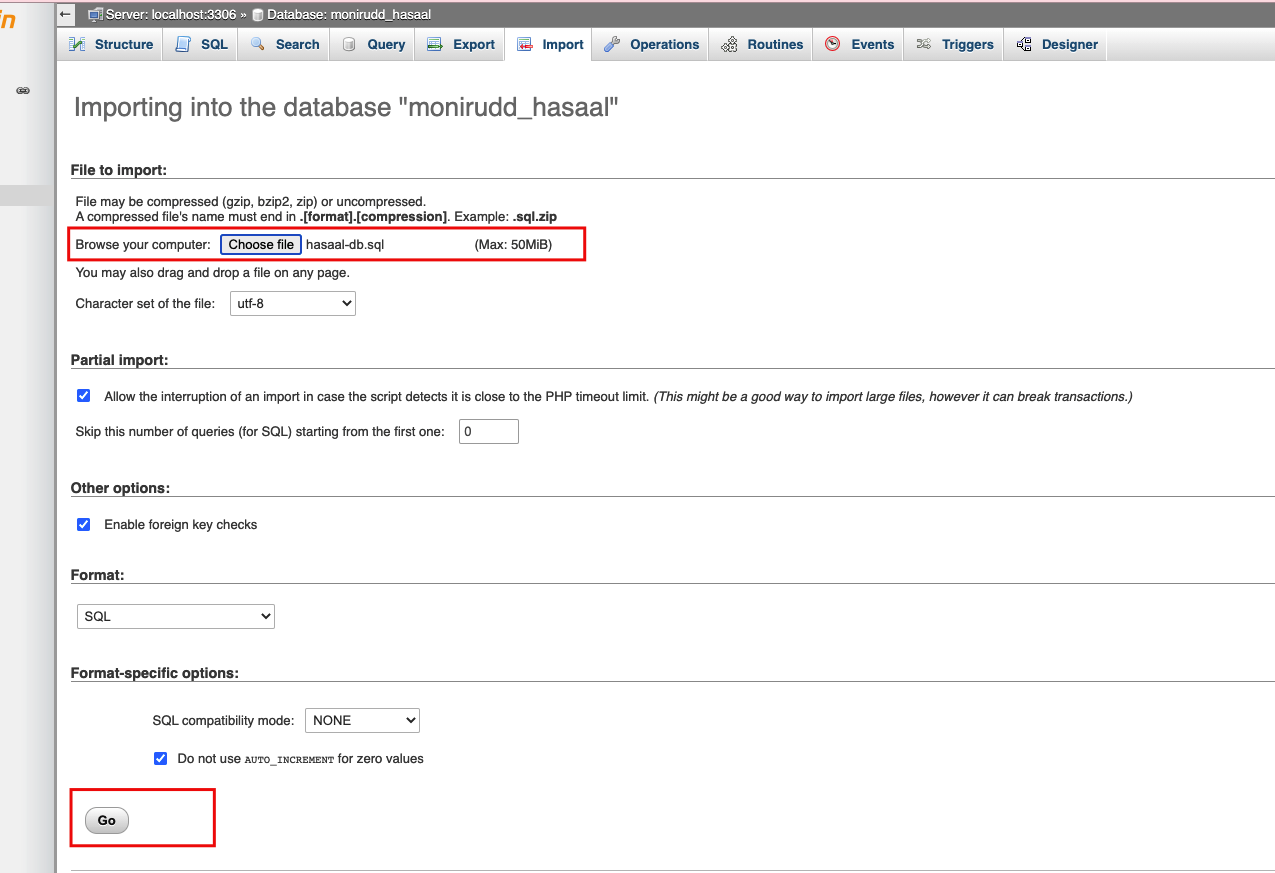 in
Server: localhost:3306 » Database: monirudd_hasaal
Structure SQL Search Query Export Import Operations Routines Events Triggers Designer
Importing into the database "monirudd_hasaal"
File to import:
File may be compressed (gzip, bzip2, zip) or uncompressed.
A compressed file's name must end in .[format].[compression]. Example: .sql.zip
Browse your computer: Choose file hasaal-db.sql (Max: 50MiB)
You may also drag and drop a file on any page.
Character set of the file: utf-8
Partial import:
Allow the interruption of an import in case the script detects it is close to the PHP timeout limit. (This might be a good way to import large files, however it can break transactions.)
Skip this number of queries (for SQL) starting from the first one: 0
Other options:
Enable foreign key checks
Format:
SQL
Format-specific options:
SQL compatibility mode: NONE
Do not use AUTO_INCREMENT for zero values
Go